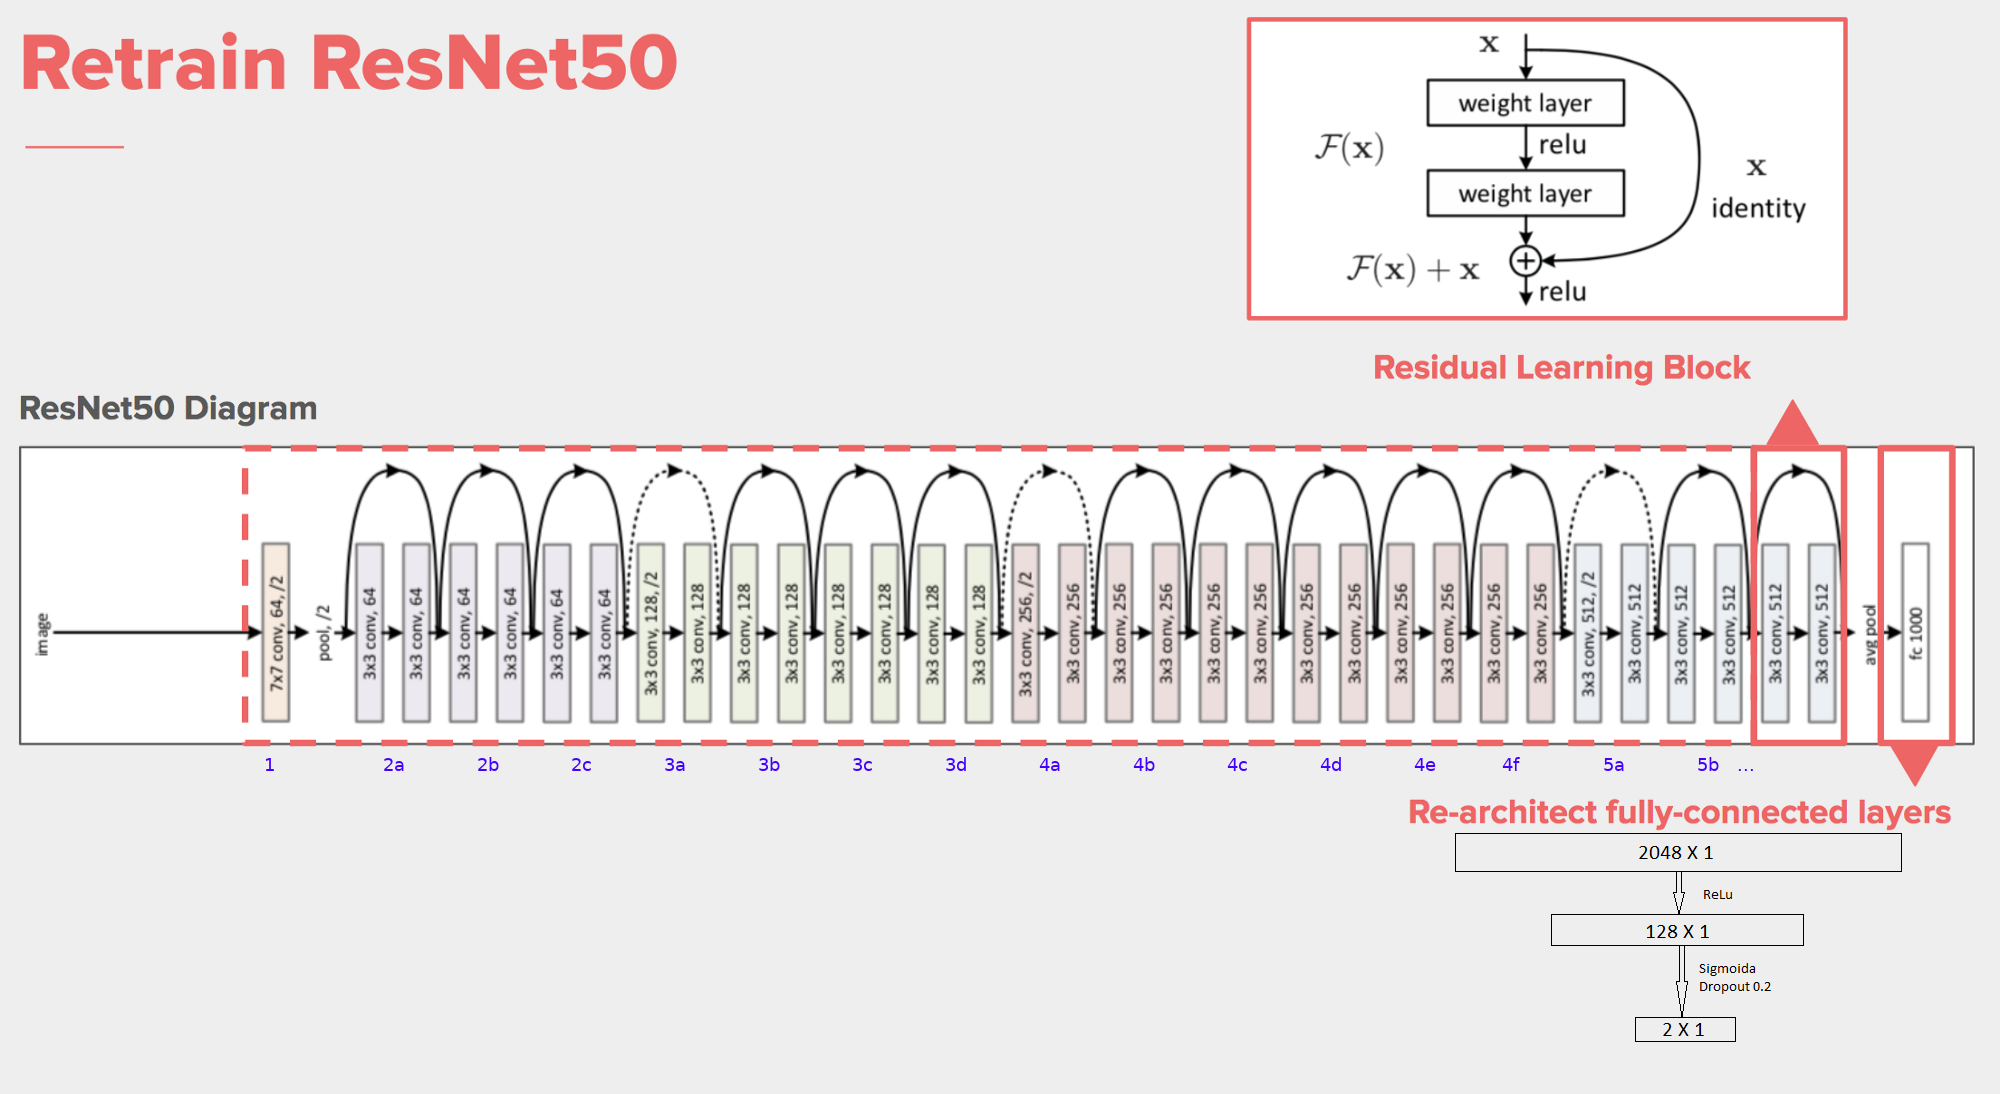 Retrain ResNet50
x
weight layer
relu
F(x)
x
weight layer
identity
F(x) + x
relu
Residual Learning Block
ResNet50 Diagram
image
7x7 conv, 64, /2
pool, /2
3x3 conv, 64
3x3 conv, 64
3x3 conv, 64
3x3 conv, 64
3x3 conv, 64
3x3 conv, 64
3x3 conv, 128, /2
3x3 conv, 128
3x3 conv, 128
3x3 conv, 128
3x3 conv, 128
3x3 conv, 128
3x3 conv, 128
3x3 conv, 128
3x3 conv, 256, /2
3x3 conv, 256
3x3 conv, 256
3x3 conv, 256
3x3 conv, 256
3x3 conv, 256
3x3 conv, 256
3x3 conv, 256
3x3 conv, 256
3x3 conv, 256
3x3 conv, 256
3x3 conv, 256
3x3 conv, 512, /2
3x3 conv, 512
3x3 conv, 512
3x3 conv, 512
3x3 conv, 512
3x3 conv, 512
avg pool
fc 1000
1 2a 2b 2c 3a 3b 3c 3d 4a 4b 4c 4d 4e 4f 5a 5b ...
Re-architect fully-connected layers
2048 X 1
ReLu
128 X 1
Sigmoida
Dropout 0.2
2 X 1